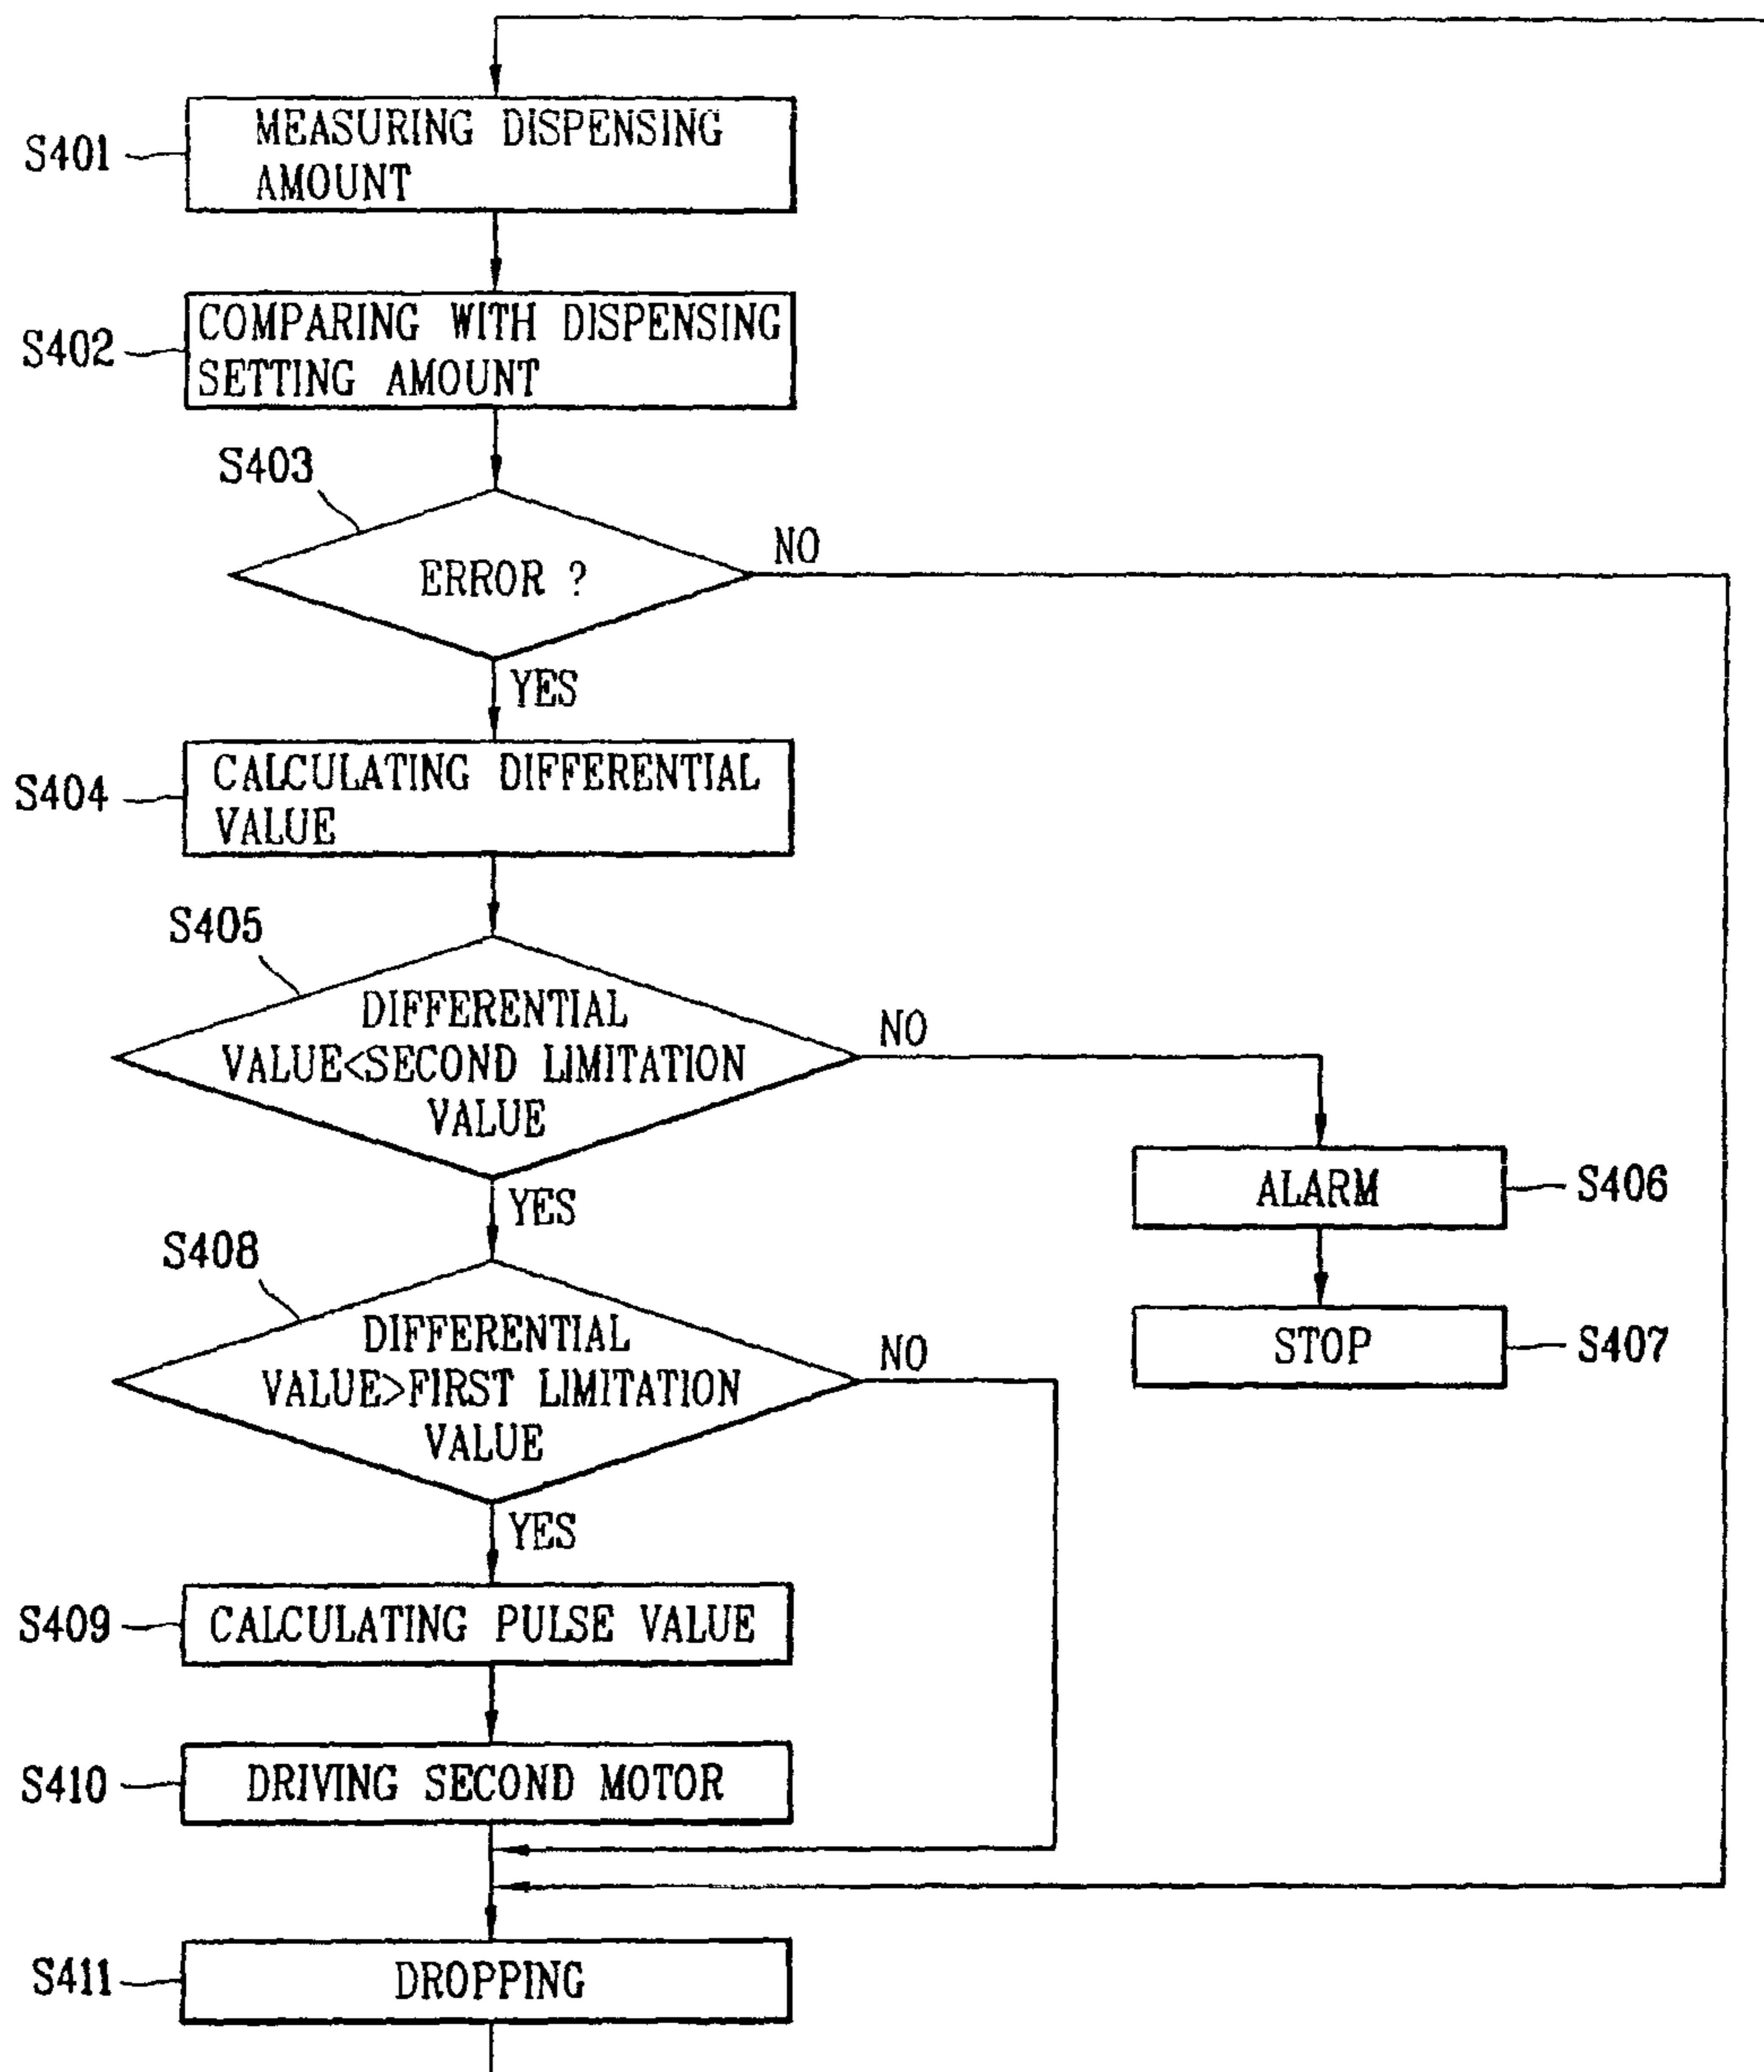 S401
MEASURING DISPENSING
AMOUNT
S402
COMPARING WITH DISPENSING
SETTING AMOUNT
S403
ERROR ?
NO
YES
S404
CALCULATING DIFFERENTIAL
VALUE
S405
DIFFERENTIAL
VALUE<SECOND LIMITATION
VALUE
NO
YES
ALARM
S406
STOP
S407
S408
DIFFERENTIAL
VALUE>FIRST LIMITATION
VALUE
NO
YES
S409
CALCULATING PULSE VALUE
S410
DRIVING SECOND MOTOR
S411
DROPPING